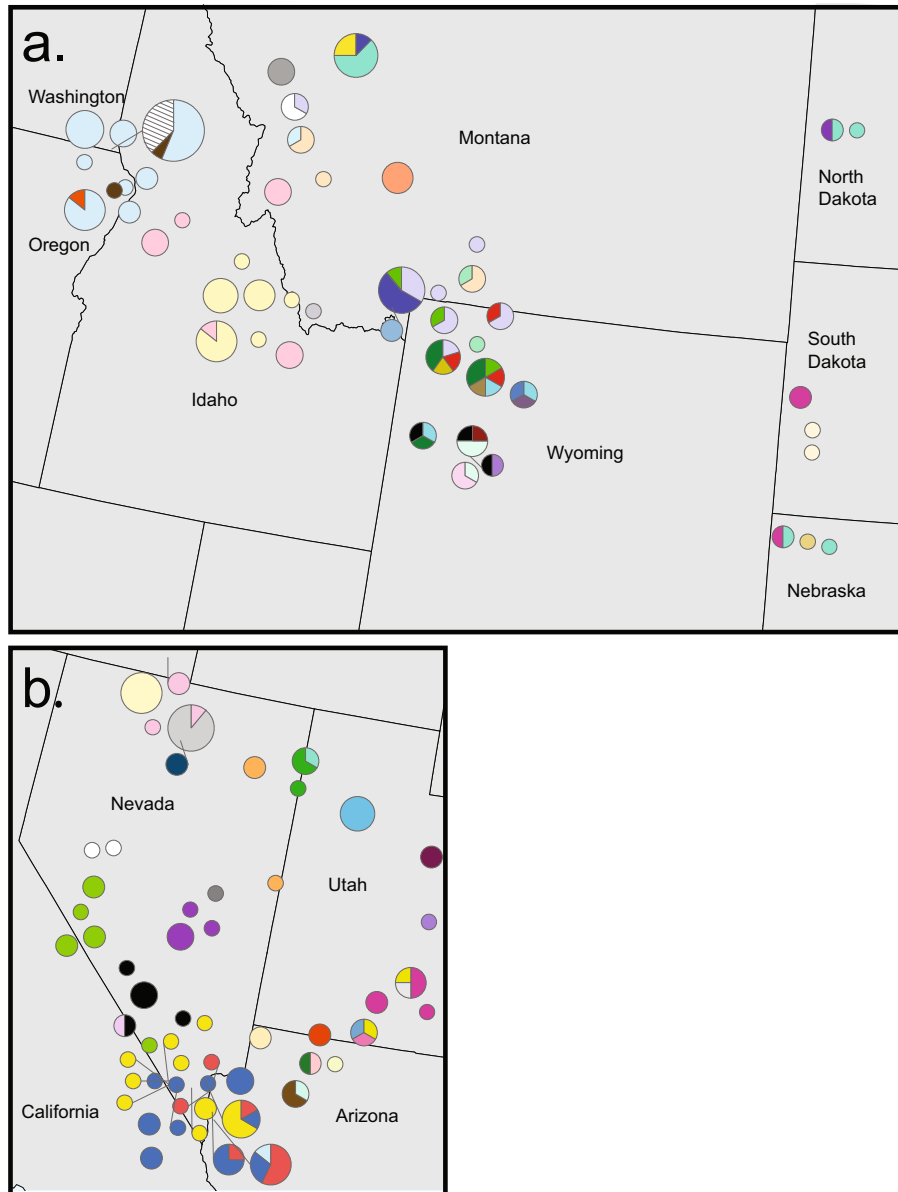 a.
Washington
Montana
North
Dakota
Oregon
South
Dakota
Idaho
Wyoming
Nebraska
b.
Nevada
Utah
California
Arizona